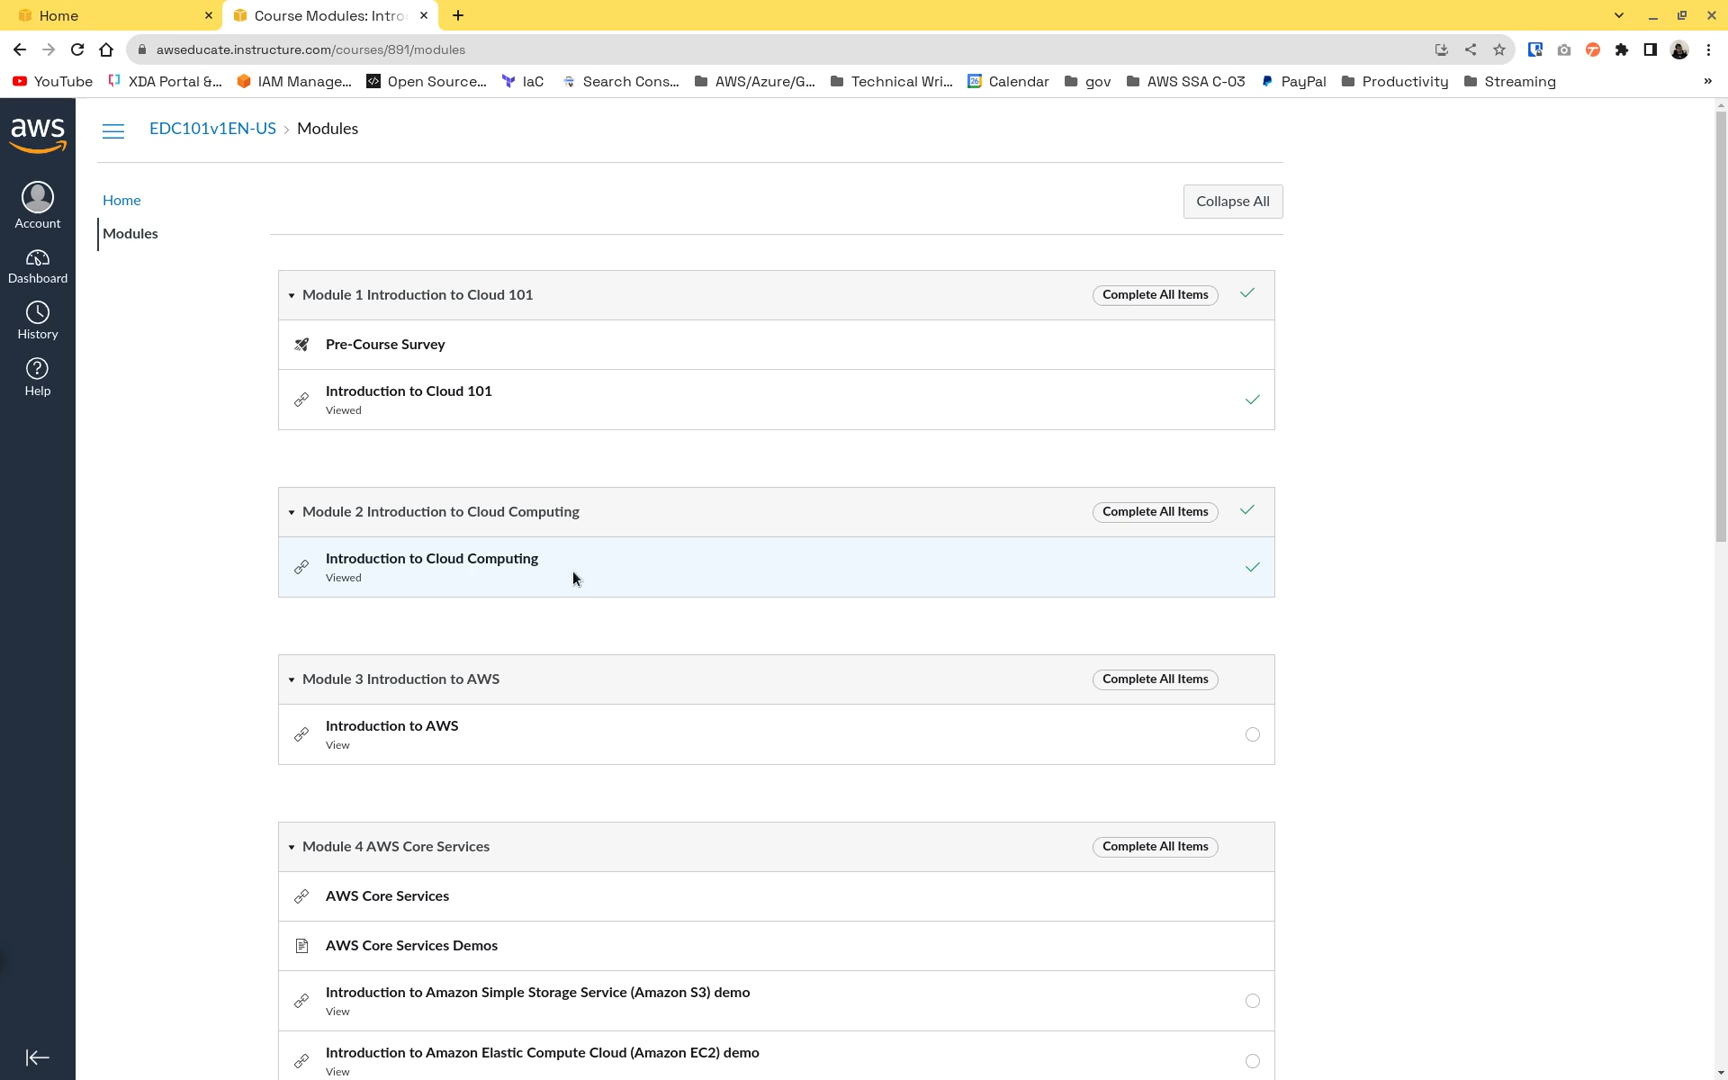 Home
Course Modules: Intro
awseducate.instructure.com/courses/891/modules
YouTube XDA Portal &... IAM Manage... Open Source... IaC Search Cons... AWS/Azure/G... Technical Wri... Calendar gov AWS SSA C-03 PayPal Productivity Streaming »
aws
EDC101v1EN-US > Modules
Account
Dashboard
History
Help
Home
Modules
Collapse All
Module 1 Introduction to Cloud 101 Complete All Items
Pre-Course Survey
Introduction to Cloud 101
Viewed
Module 2 Introduction to Cloud Computing Complete All Items
Introduction to Cloud Computing
Viewed
Module 3 Introduction to AWS Complete All Items
Introduction to AWS
View
Module 4 AWS Core Services Complete All Items
AWS Core Services
AWS Core Services Demos
Introduction to Amazon Simple Storage Service (Amazon S3) demo
View
Introduction to Amazon Elastic Compute Cloud (Amazon EC2) demo
View